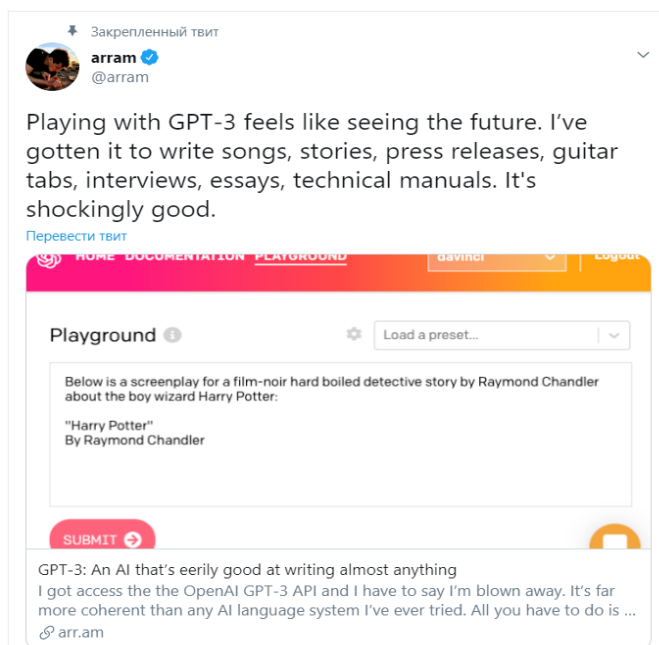 Закрепленный твит
arram
@arram
Playing with GPT-3 feels like seeing the future. I've
gotten it to write songs, stories, press releases, guitar
tabs, interviews, essays, technical manuals. It's
shockingly good.
Перевести твит
HOME DOCUMENTATION PLAYGROUND davinci Logout
Playground Load a preset...
Below is a screenplay for a film-noir hard boiled detective story by Raymond Chandler
about the boy wizard Harry Potter:
"Harry Potter"
By Raymond Chandler
SUBMIT
GPT-3: An AI that's eerily good at writing almost anything
I got access the the OpenAI GPT-3 API and I have to say I'm blown away. It's far
more coherent than any AI language system I've ever tried. All you have to do is ...
arr.am